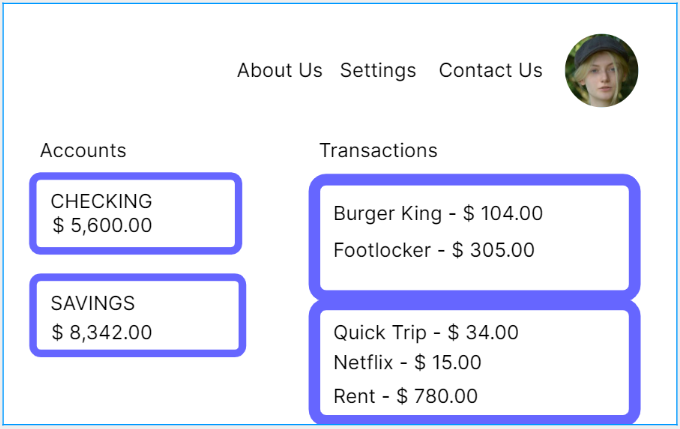 About Us Settings Contact Us
Accounts
CHECKING
$ 5,600.00
SAVINGS
$ 8,342.00
Transactions
Burger King - $ 104.00
Footlocker - $ 305.00
Quick Trip - $ 34.00
Netflix - $ 15.00
Rent - $ 780.00